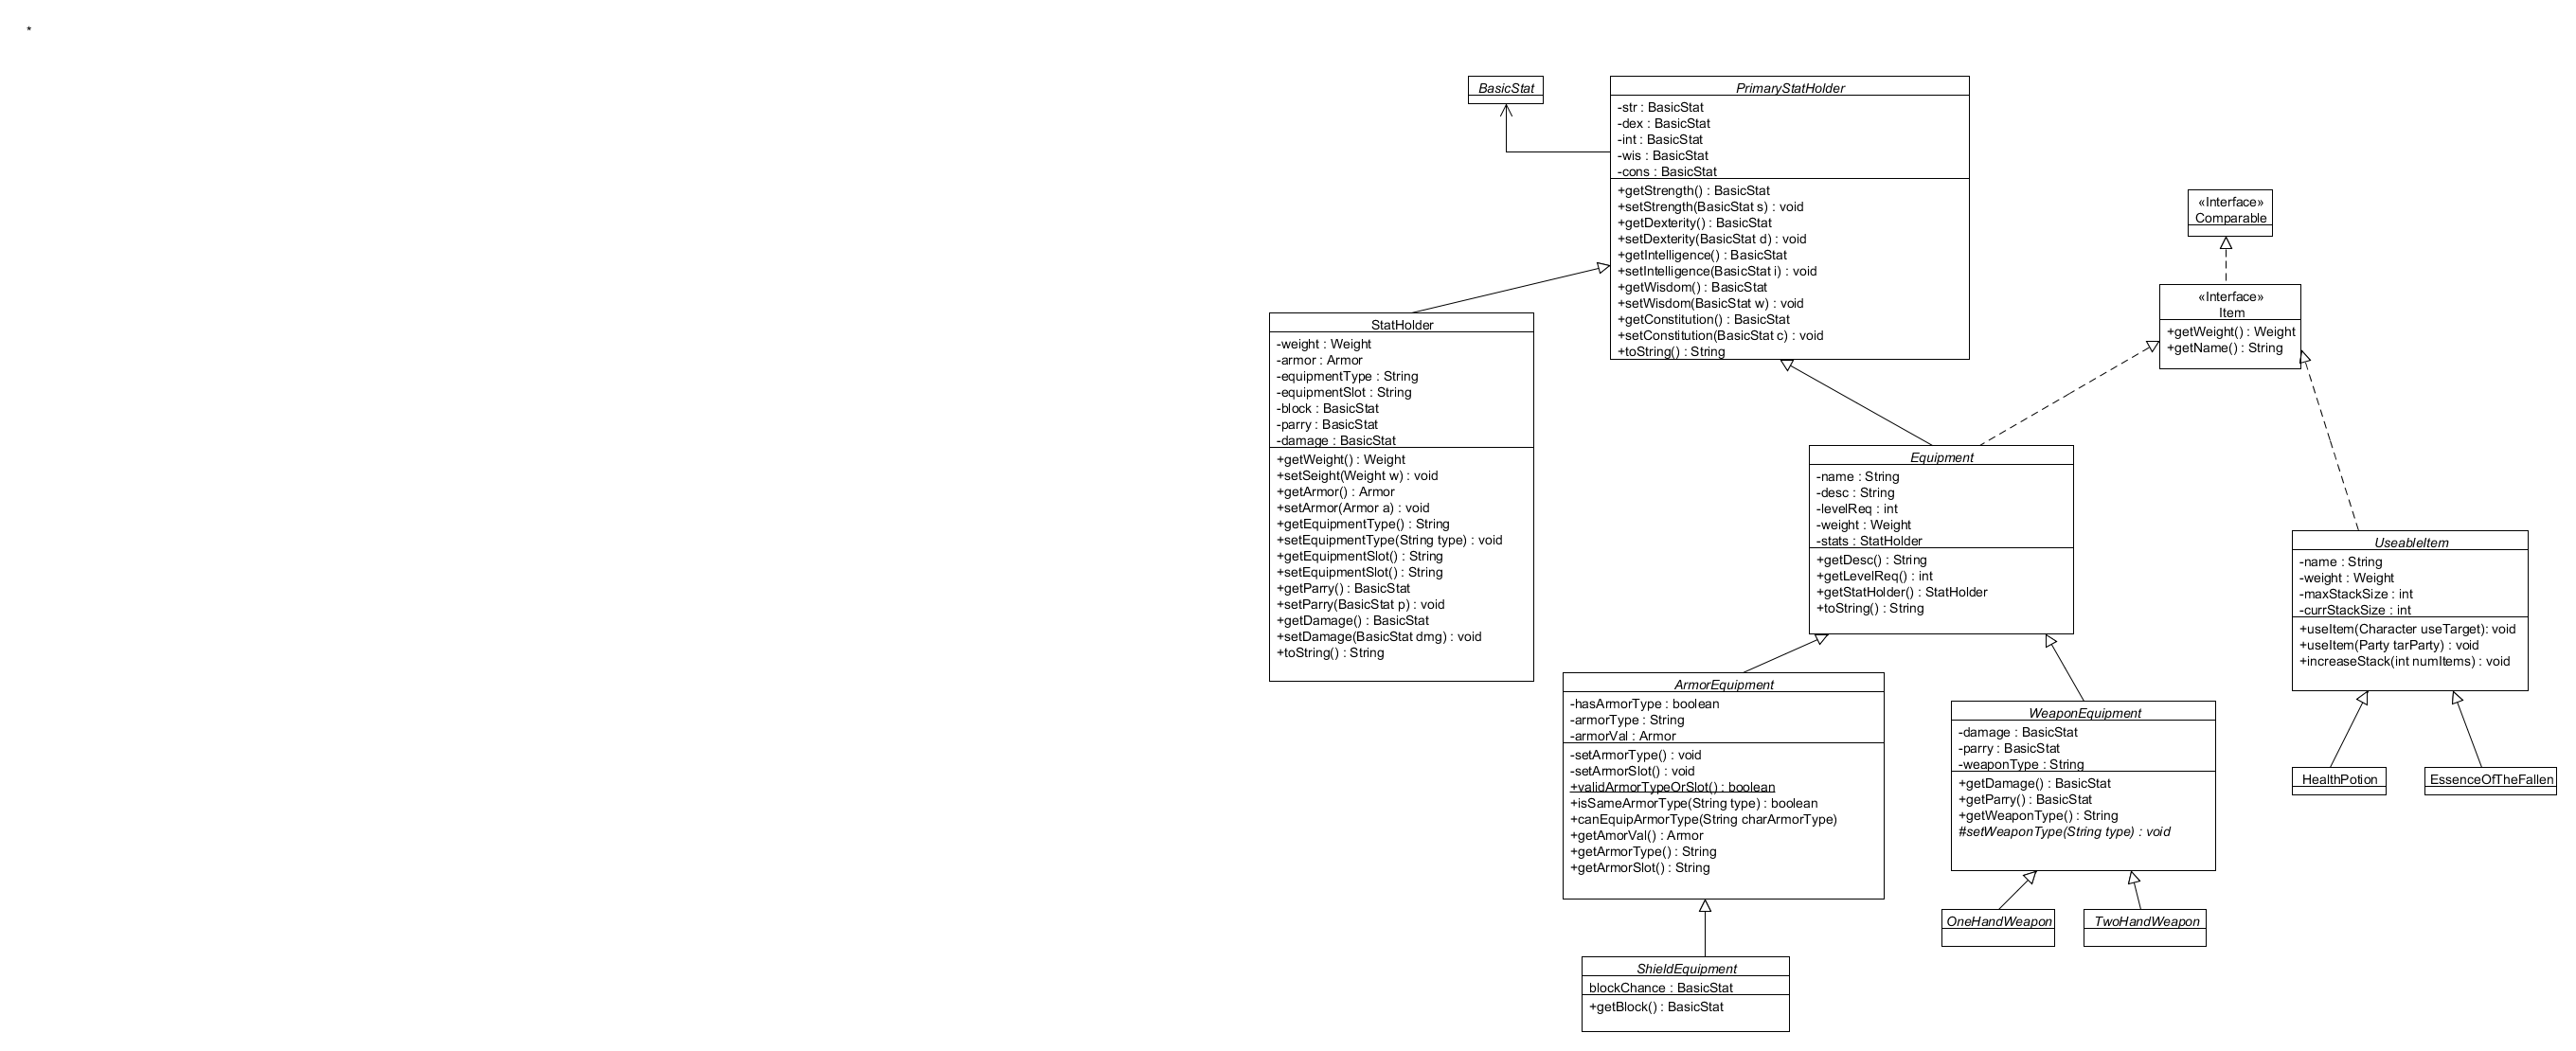 *
BasicStat
PrimaryStatHolder
-str : BasicStat
-dex : BasicStat
-int : BasicStat
-wis : BasicStat
-cons : BasicStat
+getStrength() : BasicStat
+setStrength(BasicStat s) : void
+getDexterity() : BasicStat
+setDexterity(BasicStat d) : void
+getIntelligence() : BasicStat
+setIntelligence(BasicStat i) : void
+getWisdom() : BasicStat
+setWisdom(BasicStat w) : void
+getConstitution() : BasicStat
+setConstitution(BasicStat c) : void
+toString() : String
«Interface»
Comparable
«Interface»
Item
+getWeight() : Weight
+getName() : String
StatHolder
-weight : Weight
-armor : Armor
-equipmentType : String
-equipmentSlot : String
-block : BasicStat
-parry : BasicStat
-damage : BasicStat
+getWeight() : Weight
+setSeight(Weight w) : void
+getArmor() : Armor
+setArmor(Armor a) : void
+getEquipmentType() : String
+setEquipmentType(String type) : void
+getEquipmentSlot() : String
+setEquipmentSlot() : String
+getParry() : BasicStat
+setParry(BasicStat p) : void
+getDamage() : BasicStat
+setDamage(BasicStat dmg) : void
+toString() : String
Equipment
-name : String
-desc : String
-levelReq : int
-weight : Weight
-stats : StatHolder
+getDesc() : String
+getLevelReq() : int
+getStatHolder() : StatHolder
+toString() : String
UseableItem
-name : String
-weight : Weight
-maxStackSize : int
-currStackSize : int
+useItem(Character useTarget): void
+useItem(Party tarParty) : void
+increaseStack(int numItems) : void
ArmorEquipment
-hasArmorType : boolean
-armorType : String
-armorVal : Armor
-setArmorType() : void
-setArmorSlot() : void
+validArmorTypeOrSlot() : boolean
+isSameArmorType(String type) : boolean
+canEquipArmorType(String charArmorType)
+getAmorVal() : Armor
+getArmorType() : String
+getArmorSlot() : String
WeaponEquipment
-damage : BasicStat
-parry : BasicStat
-weaponType : String
+getDamage() : BasicStat
+getParry() : BasicStat
+getWeaponType() : String
#setWeaponType(String type) : void
HealthPotion
EssenceOfTheFallen
OneHandWeapon
TwoHandWeapon
ShieldEquipment
blockChance : BasicStat
+getBlock() : BasicStat